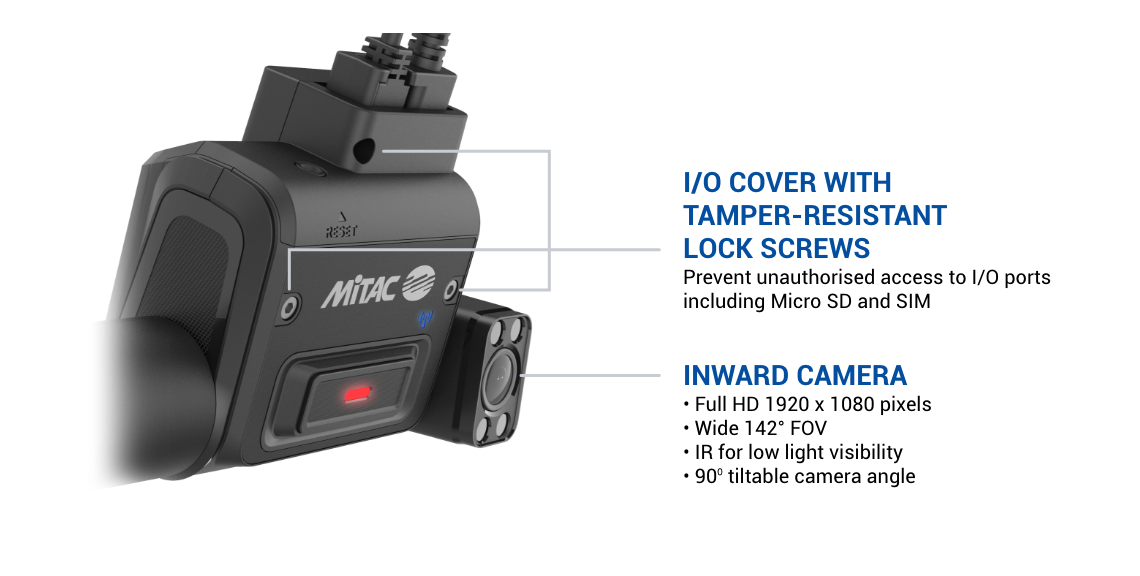 RESET
MiTAC
I/O COVER WITH
TAMPER-RESISTANT
LOCK SCREWS
Prevent unauthorised access to I/O ports
including Micro SD and SIM
INWARD CAMERA
• Full HD 1920 x 1080 pixels
• Wide 142° FOV
• IR for low light visibility
• 90⁰ tiltable camera angle